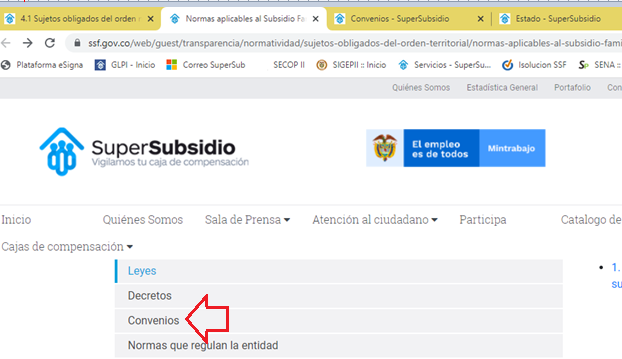 4.1 Sujetos obligados del orden
Normas aplicables al Subsidio Fa
Convenios - SuperSubsidio
Estado - SuperSubsidio
ssf.gov.co/web/guest/transparencia/normatividad/sujetos-obligados-del-orden-territorial/normas-aplicables-al-subsidio-fami
Plataforma eSigna
GLPI - Inicio
Correo SuperSub
SECOP II
SIGEPII :: Inicio
Servicios - SuperSu...
Isolucion SSF
SENA ::
Quiénes Somos
Estadística General
Portafolio
Con
SuperSubsidio
Vigilamos tu caja de compensación
El empleo
es de todos
Mintrabajo
Inicio
Quiénes Somos
Sala de Prensa
Atención al ciudadano
Participa
Catalogo de
Cajas de compensación
Leyes
1.
su
Decretos
Convenios
Normas que regulan la entidad